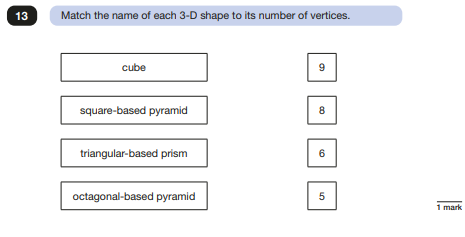 13 Match the name of each 3-D shape to its number of vertices.
cube 9
square-based pyramid 8
triangular-based prism 6
octagonal-based pyramid 5
1 mark